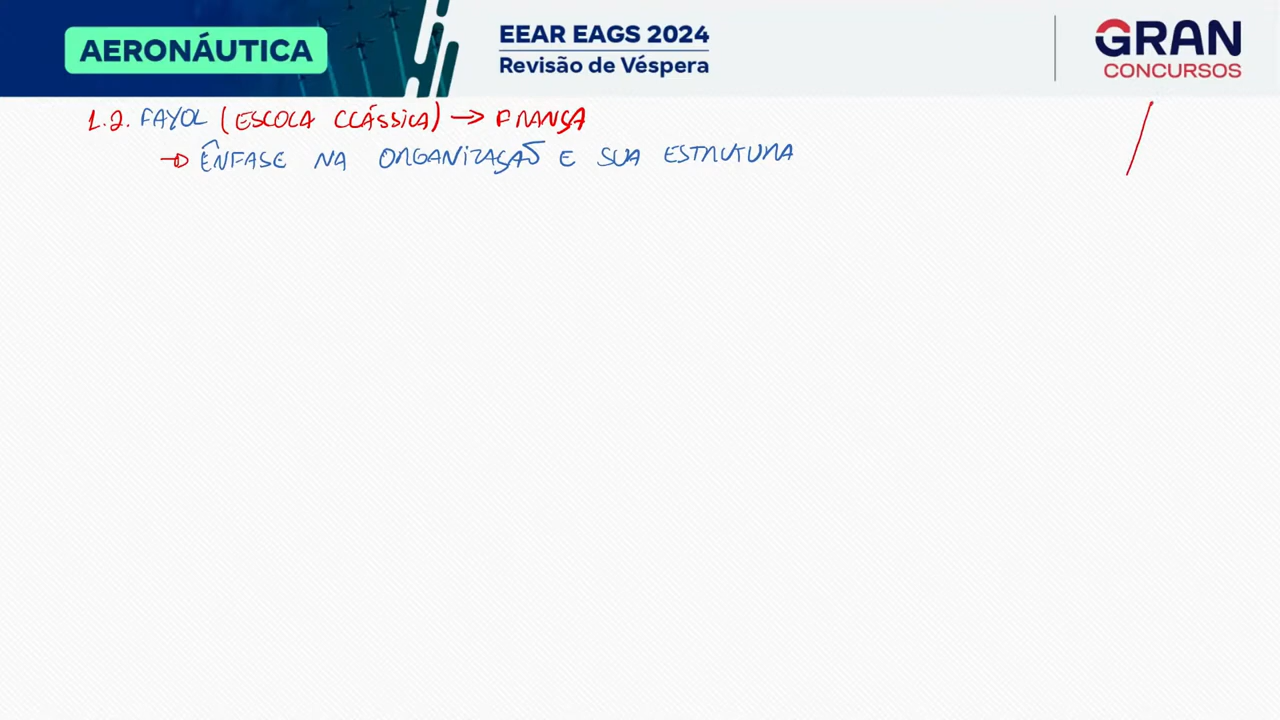 AERONÁUTICA
EEAR EAGS 2024
Revisão de Véspera
GRAN
CONCURSOS
1.2. FAYOL (ESCOLA CLÁSSICA) → FRANÇA
→ ÊNFASE NA ORGANIZAÇÃO E SUA ESTRUTURA